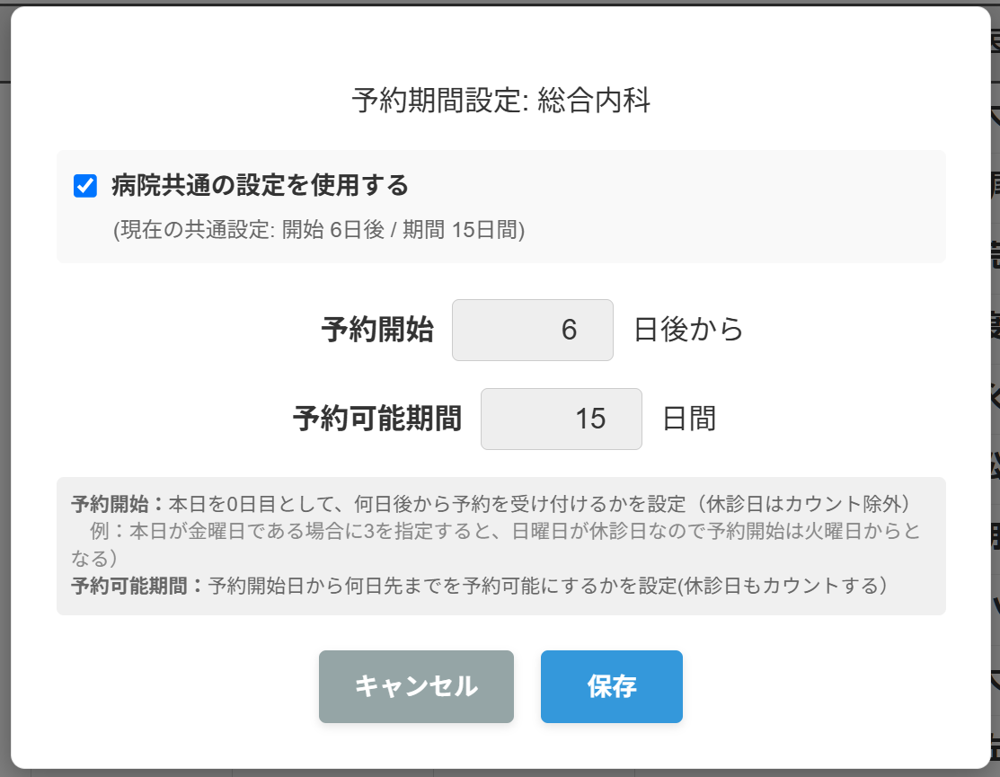 予約期間設定: 総合内科
病院共通の設定を使用する
(現在の共通設定: 開始 6日後 / 期間 15日間)
予約開始 6 日後から
予約可能期間 15 日間
予約開始：本日を0日目として、何日後から予約を受け付けるかを設定（休診日はカウント除外）
例：本日が金曜日である場合に3を指定すると、日曜日が休診日なので予約開始は火曜日からと
なる）
予約可能期間：予約開始日から何日先までを予約可能にするかを設定(休診日もカウントする）
キャンセル 保存